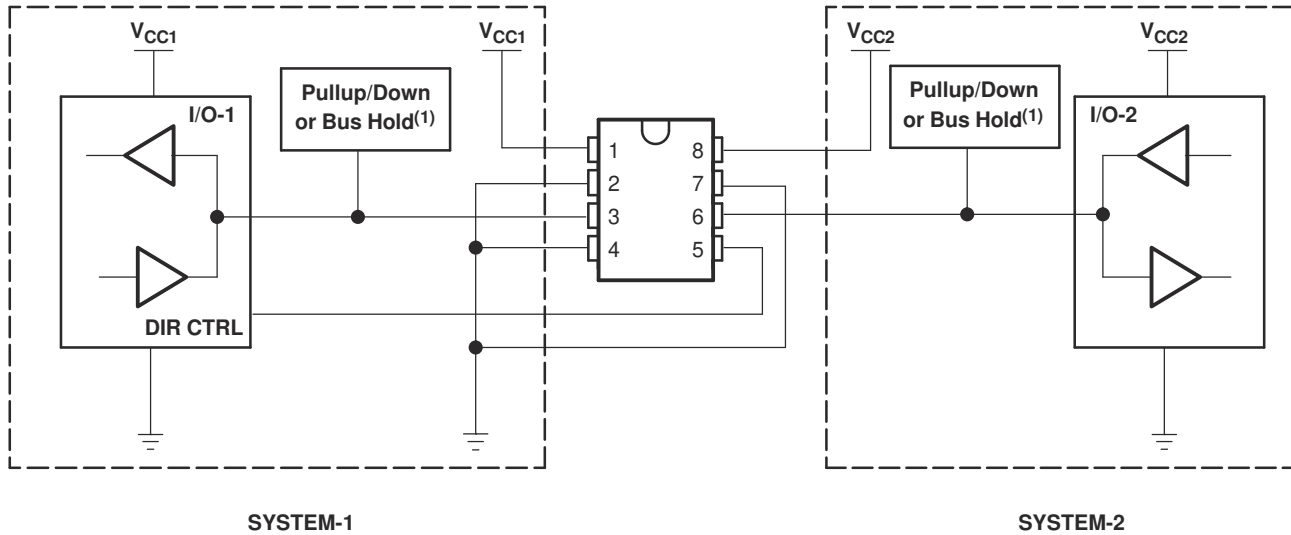 VCC1
VCC1
VCC2
VCC2
Pullup/Down
or Bus Hold(1)
Pullup/Down
or Bus Hold(1)
I/O-1
I/O-2
1
8
2
7
3
6
4
5
DIR CTRL
SYSTEM-1
SYSTEM-2